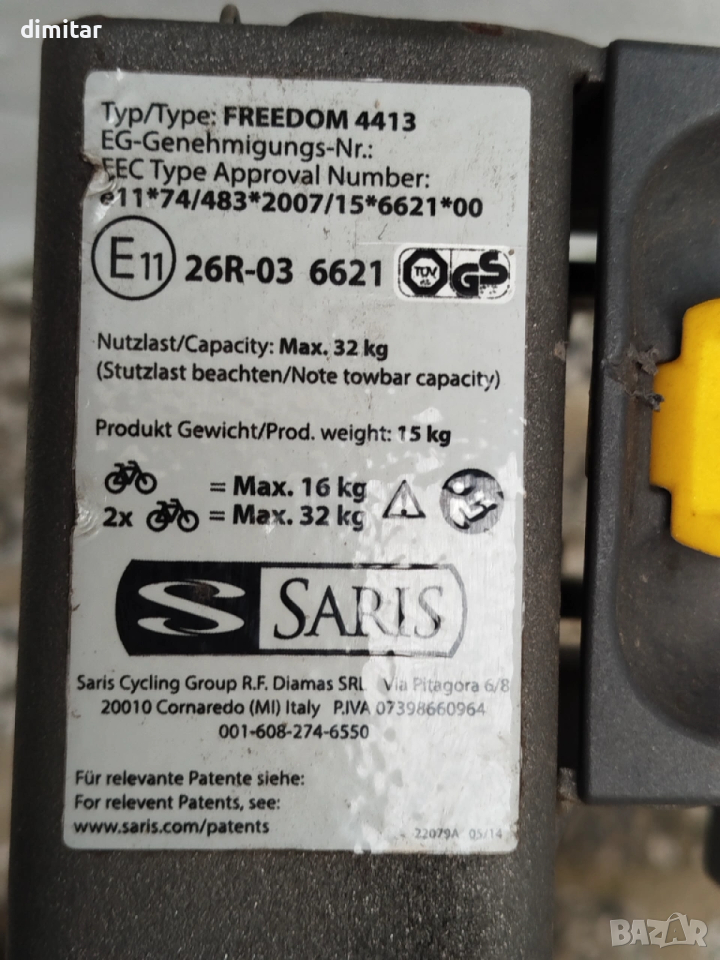 dimitar
Typ/Type: FREEDOM 4413
EG-Genehmigungs-Nr.:
EEC Type Approval Number:
e11*74/483*2007/15*6621*00
E11 26R-03 6621 TÜV GS
Nutzlast/Capacity: Max. 32 kg
(Stutzlast beachten/Note towbar capacity)
Produkt Gewicht/Prod. weight: 15 kg
= Max. 16 kg
2x = Max. 32 kg
SARIS
Saris Cycling Group R.F. Diamas SRL Via Pitagora 6/8
20010 Cornaredo (MI) Italy P.IVA 07398660964
001-608-274-6550
Für relevante Patente siehe:
For relevent Patents, see:
www.saris.com/patents
22079A 05/14
BAZAR